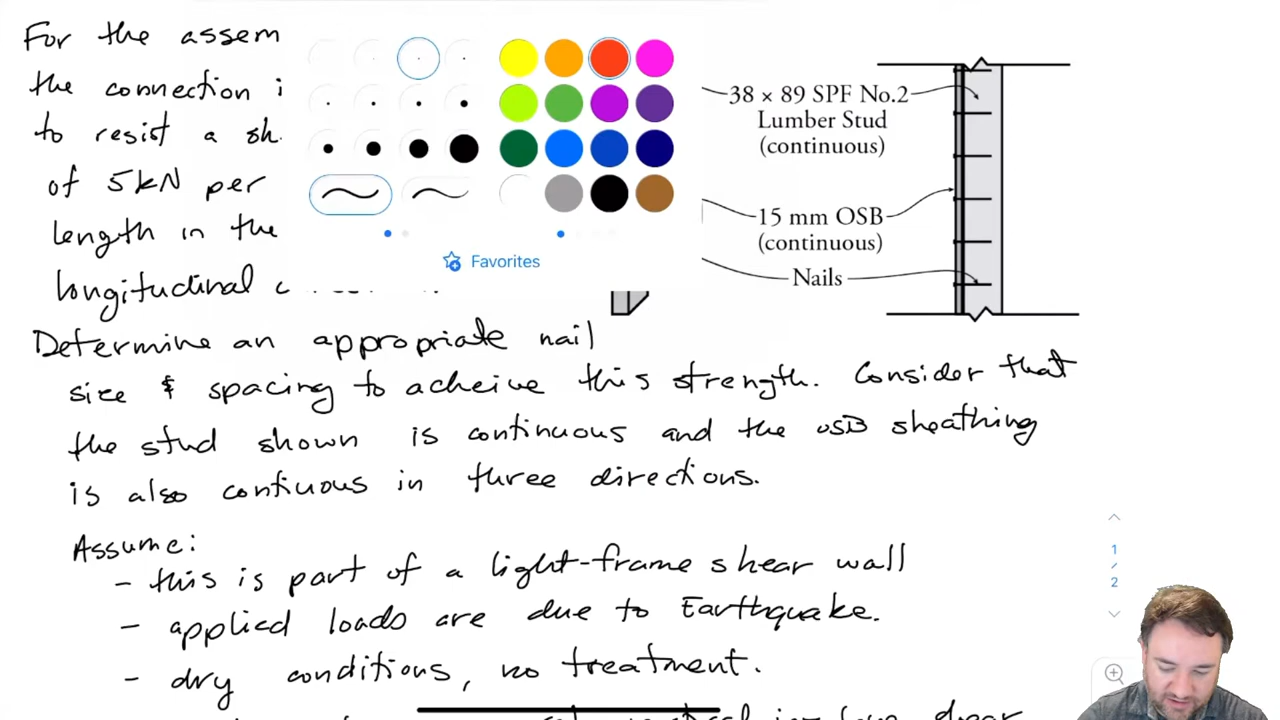 For the assem
the connection i
to resist a sh
of 5kN per
length in the
longitudinal
Favorites
38 × 89 SPF No.2
Lumber Stud
(continuous)
15 mm OSB
(continuous)
Nails
Determine an appropriate nail
size & spacing to acheive this strength. Consider that
the stud shown is continuous and the OSB sheathing
is also contiuous in three directions.
Assume:
- this is part of a light-frame shear wall
- applied loads are due to Earthquake.
- dry conditions, no treatment.
1
/
2